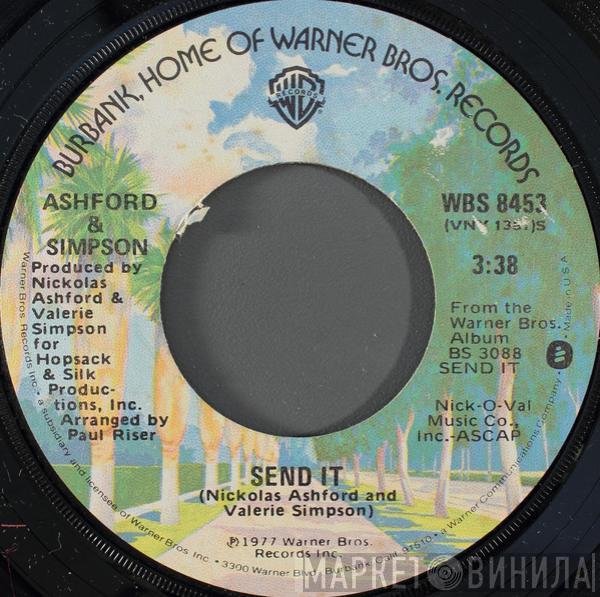 BURBANK, HOME OF WARNER BROS. RECORDS
RECORDS
ASHFORD
&
SIMPSON
Produced by
Nickolas
Ashford &
Valerie
Simpson
for
Hopsack
& Silk
Produc-
tions, Inc.
Arranged by
Paul Riser
WBS 8453
3:38
From the
Warner Bros.
Album
BS 3088
SEND IT
Nick-O-Val
Music Co.,
Inc.-ASCAP
SEND IT
(Nickolas Ashford and
Valerie Simpson)
℗1977 Warner Bros.
Records Inc.
Warner Bros. Records Inc. • a subsidiary and licensee of Warner Bros. Inc. • 3300 Warner Blvd., Burbank, Calif. 91510 • a Warner Communications Company • Made in U.S.A.
МАРКЕТ ВИНИЛА